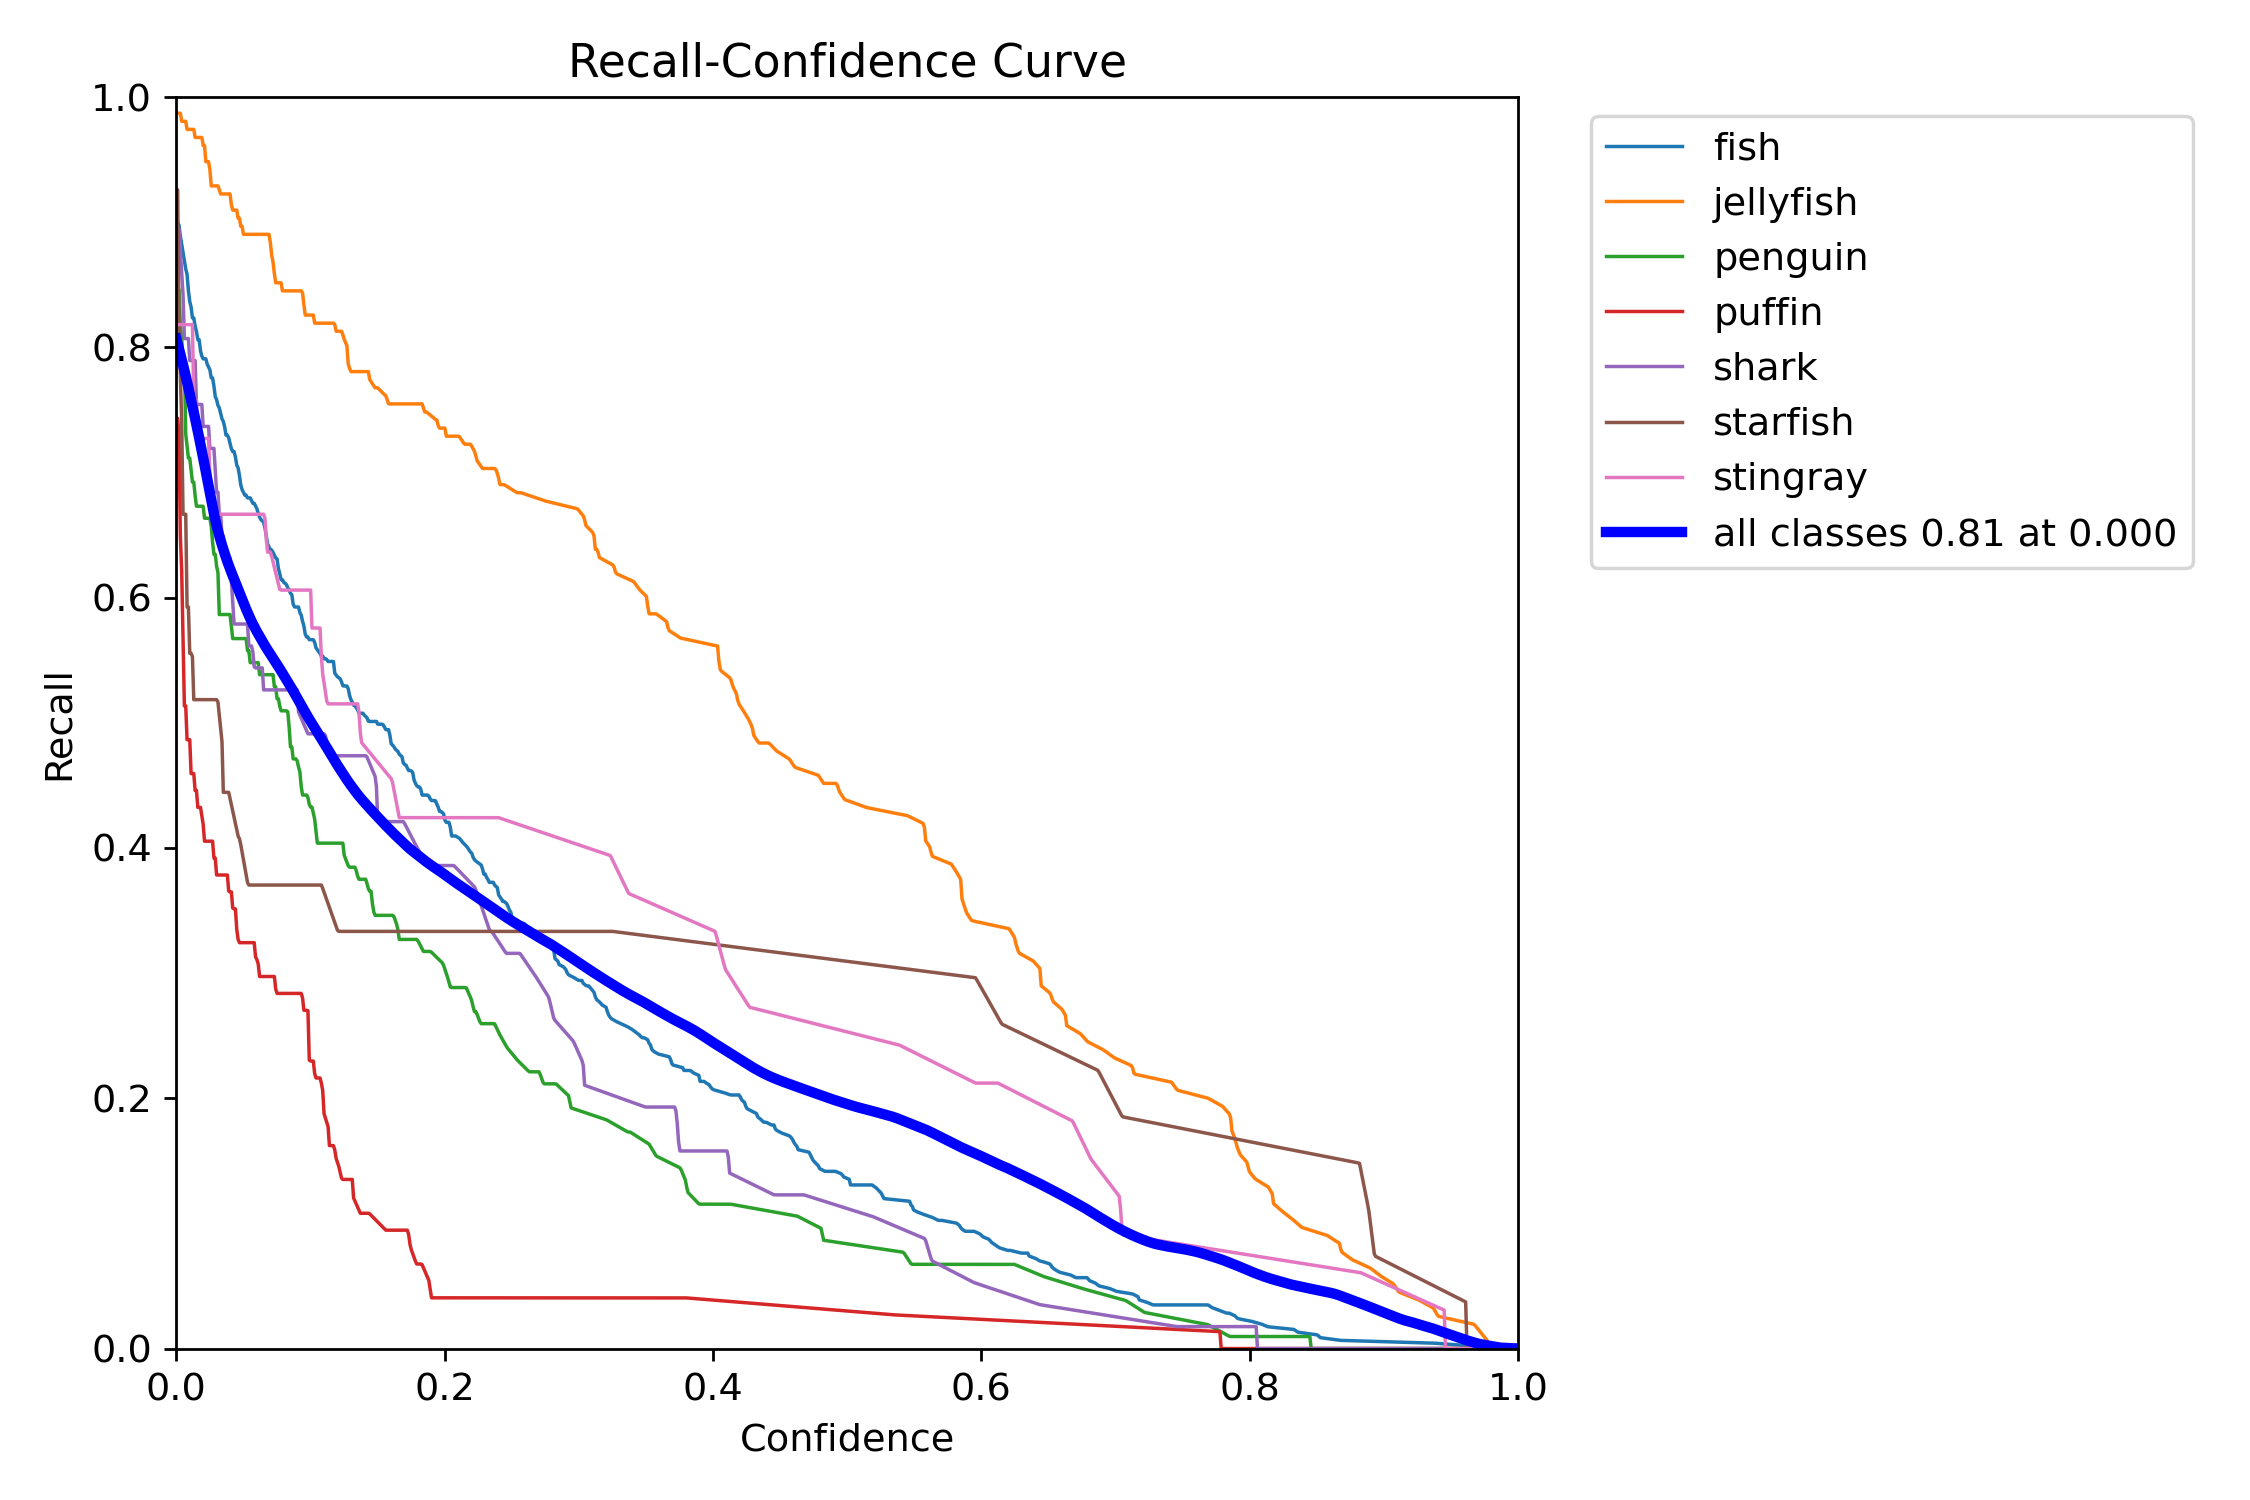 Recall-Confidence Curve
1.0
0.8
0.6
0.4
0.2
0.0
Recall
0.0 0.2 0.4 0.6 0.8 1.0
Confidence
fish
jellyfish
penguin
puffin
shark
starfish
stingray
all classes 0.81 at 0.000